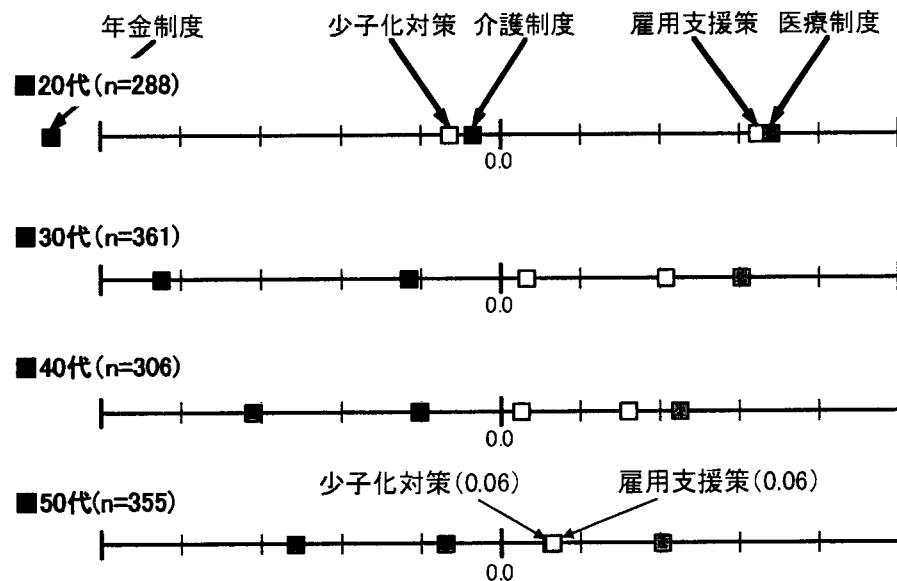 年金制度 少子化対策 介護制度 雇用支援策 医療制度
■20代(n=288)
0.0
■30代(n=361)
0.0
■40代(n=306)
0.0
少子化対策(0.06) 雇用支援策(0.06)
■50代(n=355)
0.0